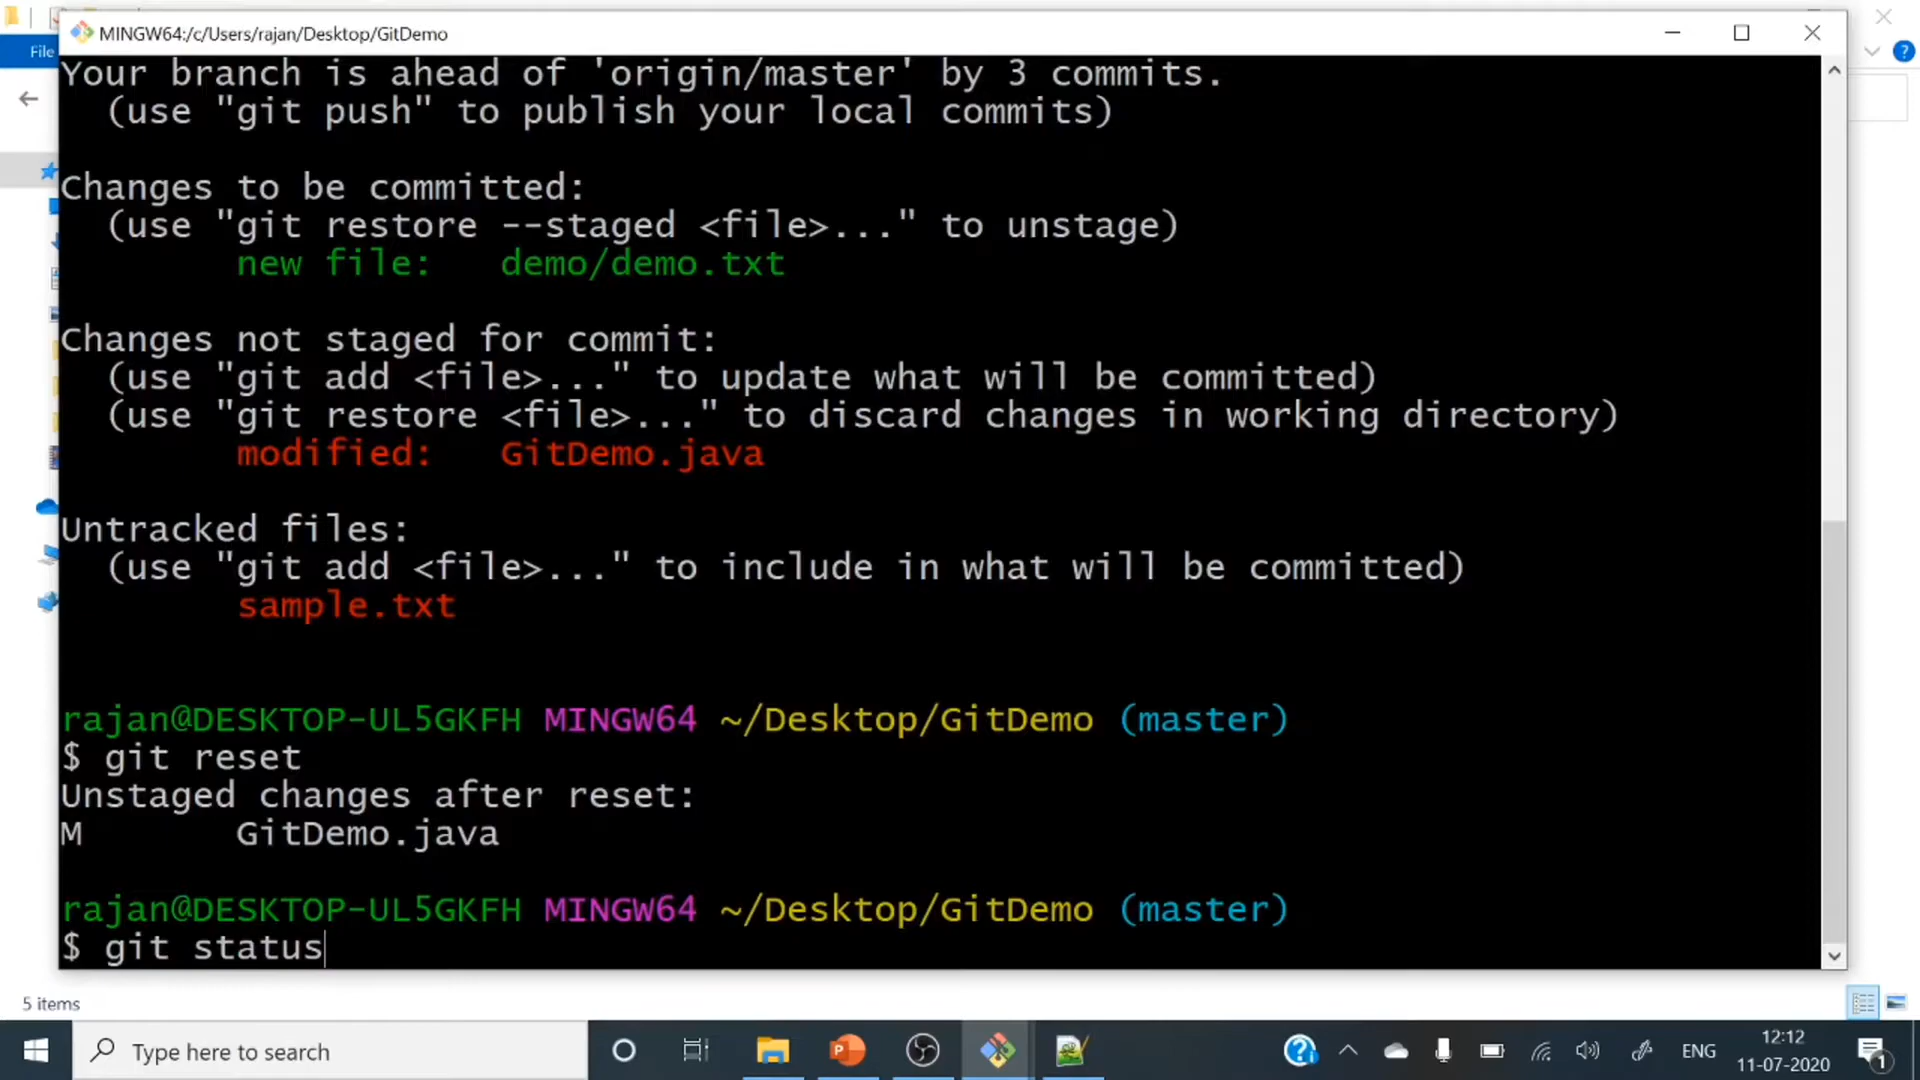 MINGW64:/c/Users/rajan/Desktop/GitDemo
File
Your branch is ahead of 'origin/master' by 3 commits.
(use "git push" to publish your local commits)
Changes to be committed:
(use "git restore --staged <file>..." to unstage)
new file: demo/demo.txt
Changes not staged for commit:
(use "git add <file>..." to update what will be committed)
(use "git restore <file>..." to discard changes in working directory)
modified: GitDemo.java
Untracked files:
(use "git add <file>..." to include in what will be committed)
sample.txt
rajan@DESKTOP-UL5GKFH MINGW64 ~/Desktop/GitDemo (master)
$ git reset
Unstaged changes after reset:
M GitDemo.java
rajan@DESKTOP-UL5GKFH MINGW64 ~/Desktop/GitDemo (master)
$ git status
5 items
Type here to search
ENG
12:12
11-07-2020
1